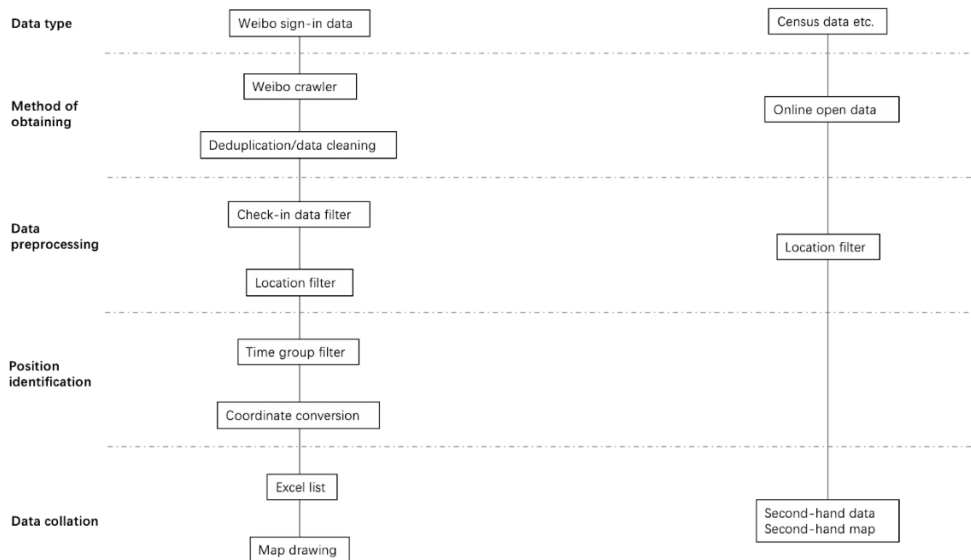 Data type
Weibo sign-in data
Census data etc.
Method of
obtaining
Weibo crawler
Deduplication/data cleaning
Online open data
Data
preprocessing
Check-in data filter
Location filter
Location filter
Position
identification
Time group filter
Coordinate conversion
Data collation
Excel list
Map drawing
Second-hand data
Second-hand map